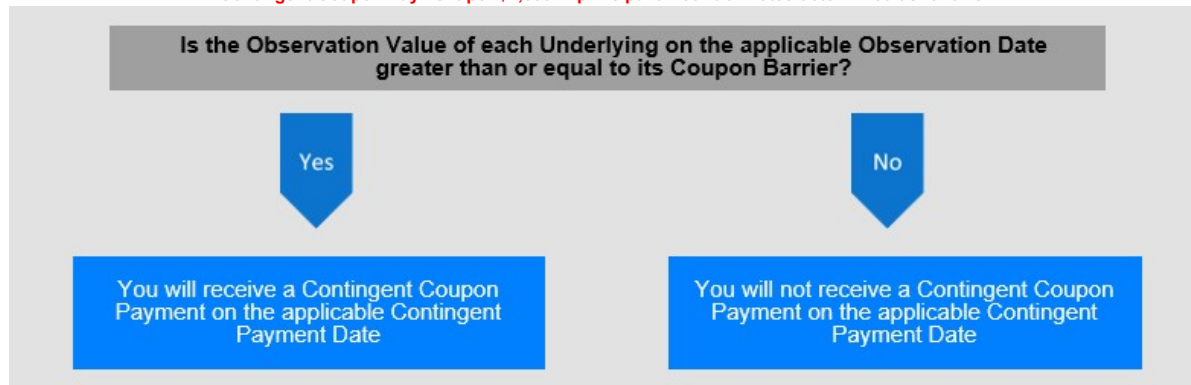 Is the Observation Value of each Underlying on the applicable Observation Date
greater than or equal to its Coupon Barrier?
Yes
No
You will receive a Contingent Coupon
Payment on the applicable Contingent
Payment Date
You will not receive a Contingent Coupon
Payment on the applicable Contingent
Payment Date